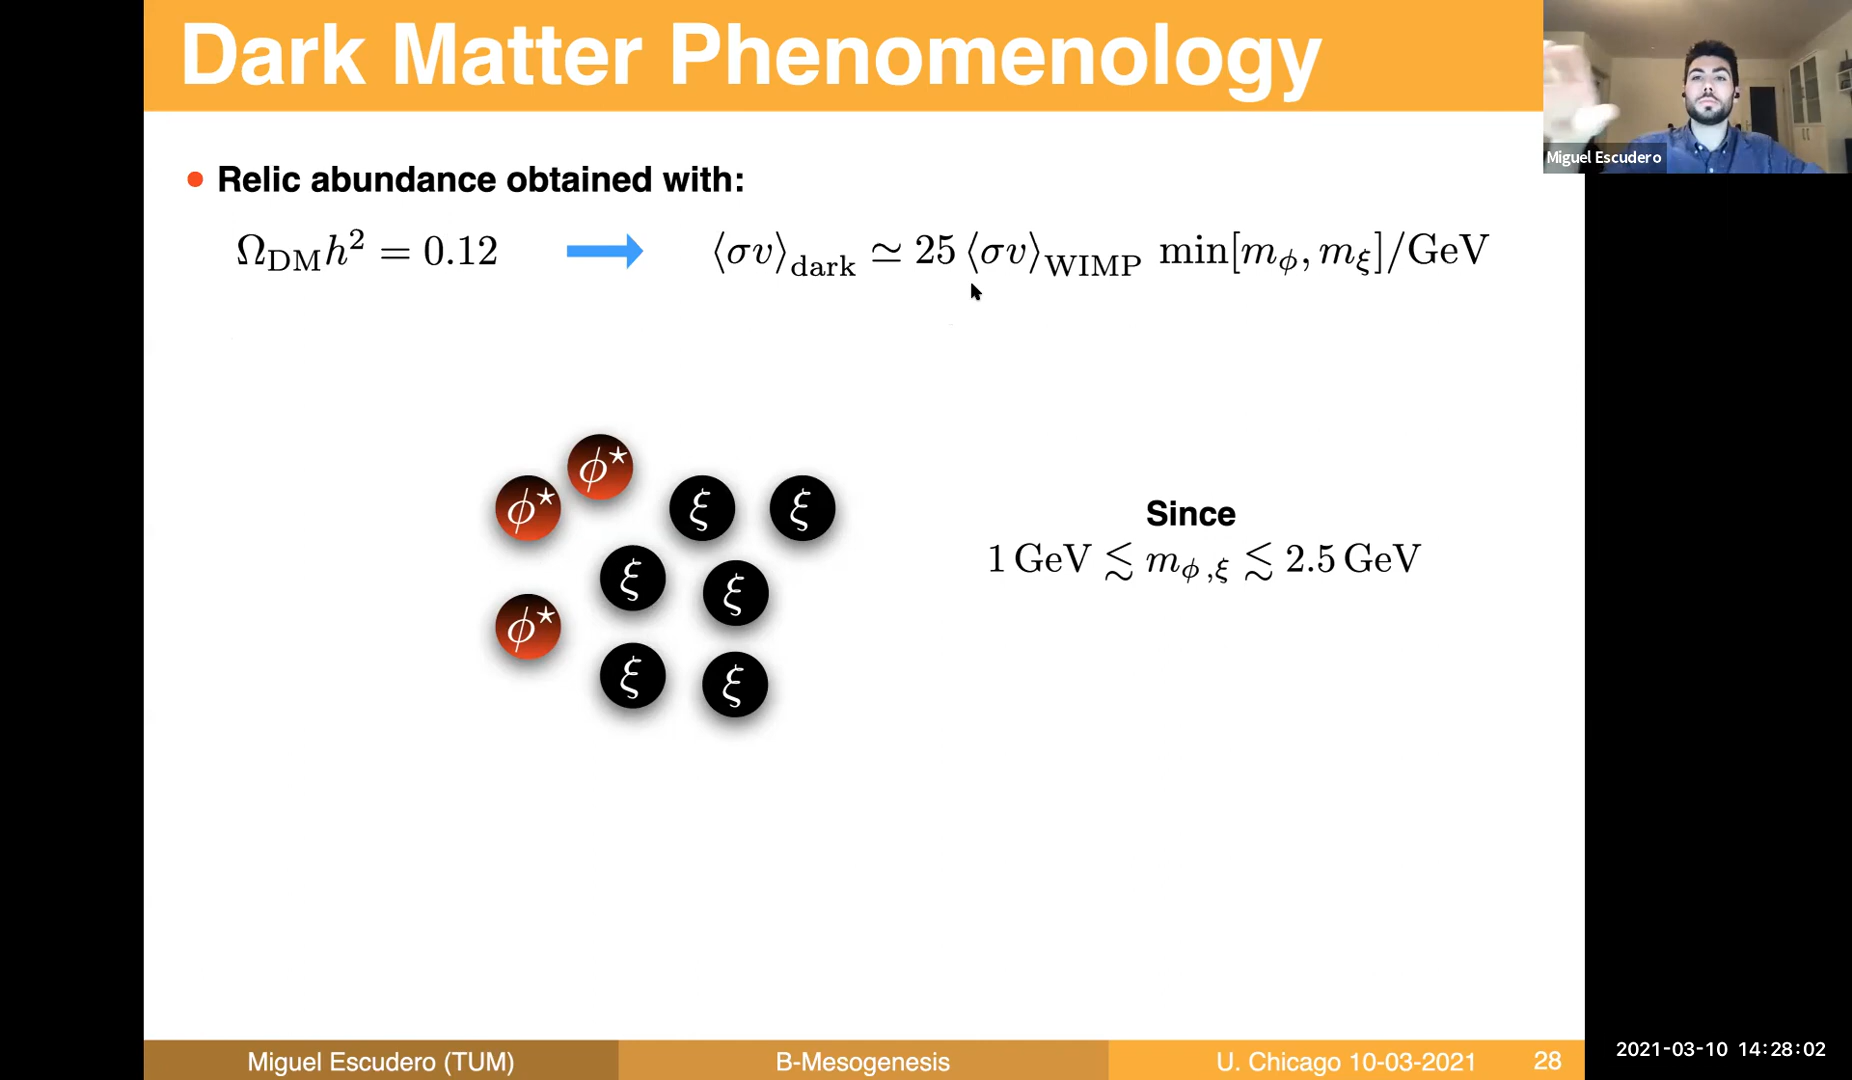 Dark Matter Phenomenology
Miguel Escudero
• Relic abundance obtained with:
Ω_DM h² = 0.12 ⟨σv⟩_dark ≃ 25 ⟨σv⟩_WIMP min[m_ϕ, m_ξ]/GeV
ϕ*
ϕ* ξ ξ
Since
1 GeV ≲ m_ϕ,ξ ≲ 2.5 GeV
ξ ξ
ϕ*
ξ ξ
Miguel Escudero (TUM) B-Mesogenesis U. Chicago 10-03-2021 28
2021-03-10 14:28:02